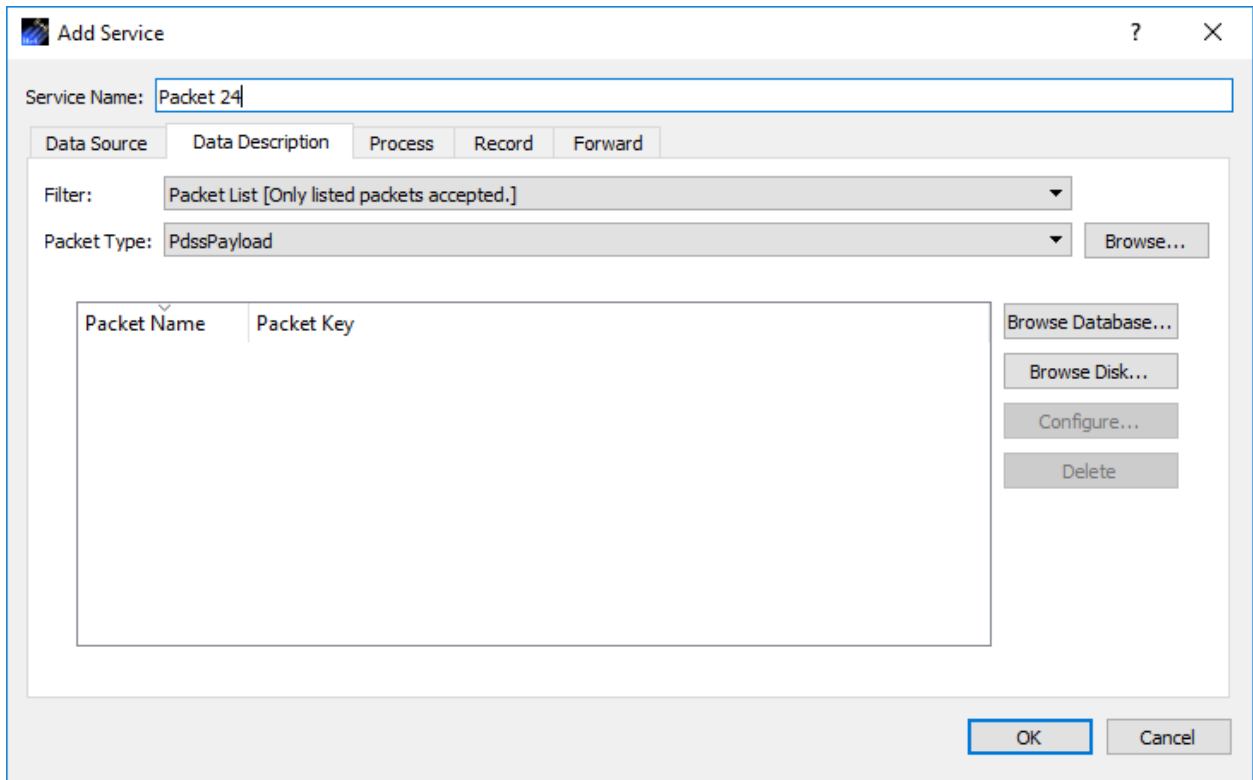 Add Service
?
Service Name: Packet 24
Data Source Data Description Process Record Forward
Filter: Packet List [Only listed packets accepted.]
Packet Type: PdssPayload Browse...
Packet Name Packet Key
Browse Database...
Browse Disk...
Configure...
Delete
OK Cancel